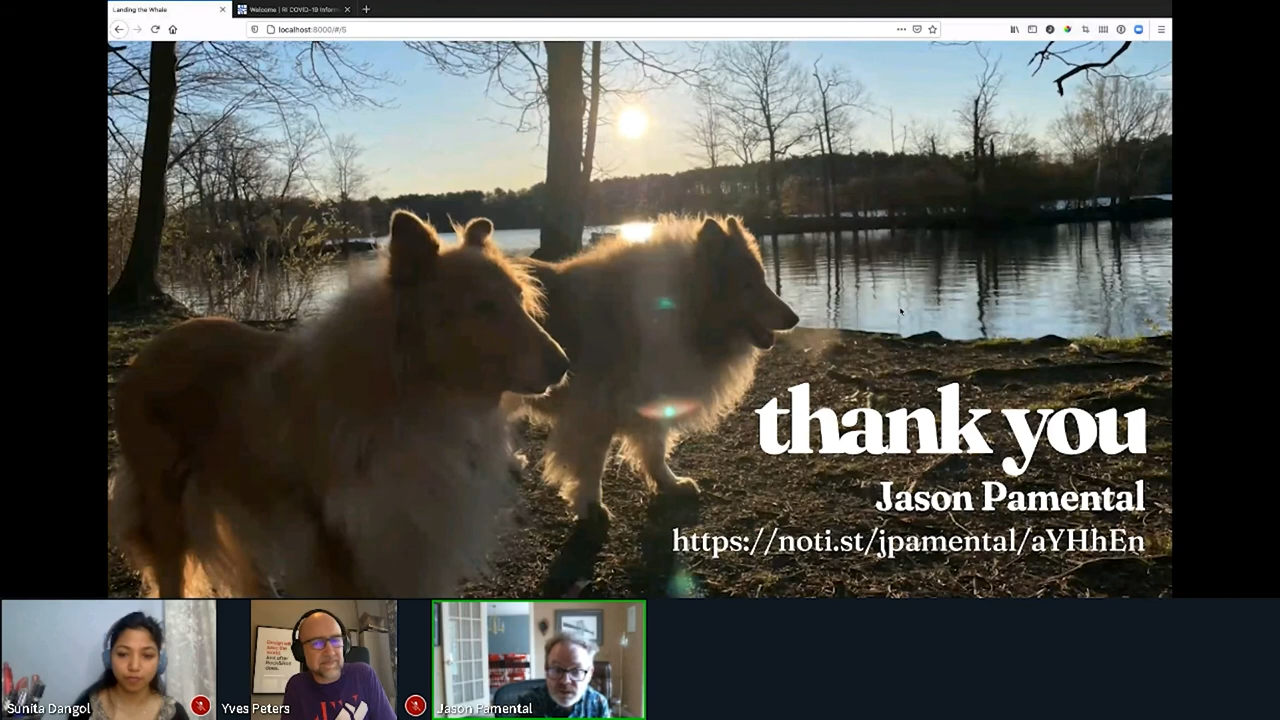 Landing the Whale
Welcome | RI COVID-19 Inform
localhost:8000/#/5
thank you
Jason Pamental
https://noti.st/jpamental/aYHhEn
Sunita Dangol
Yves Peters
Jason Pamental